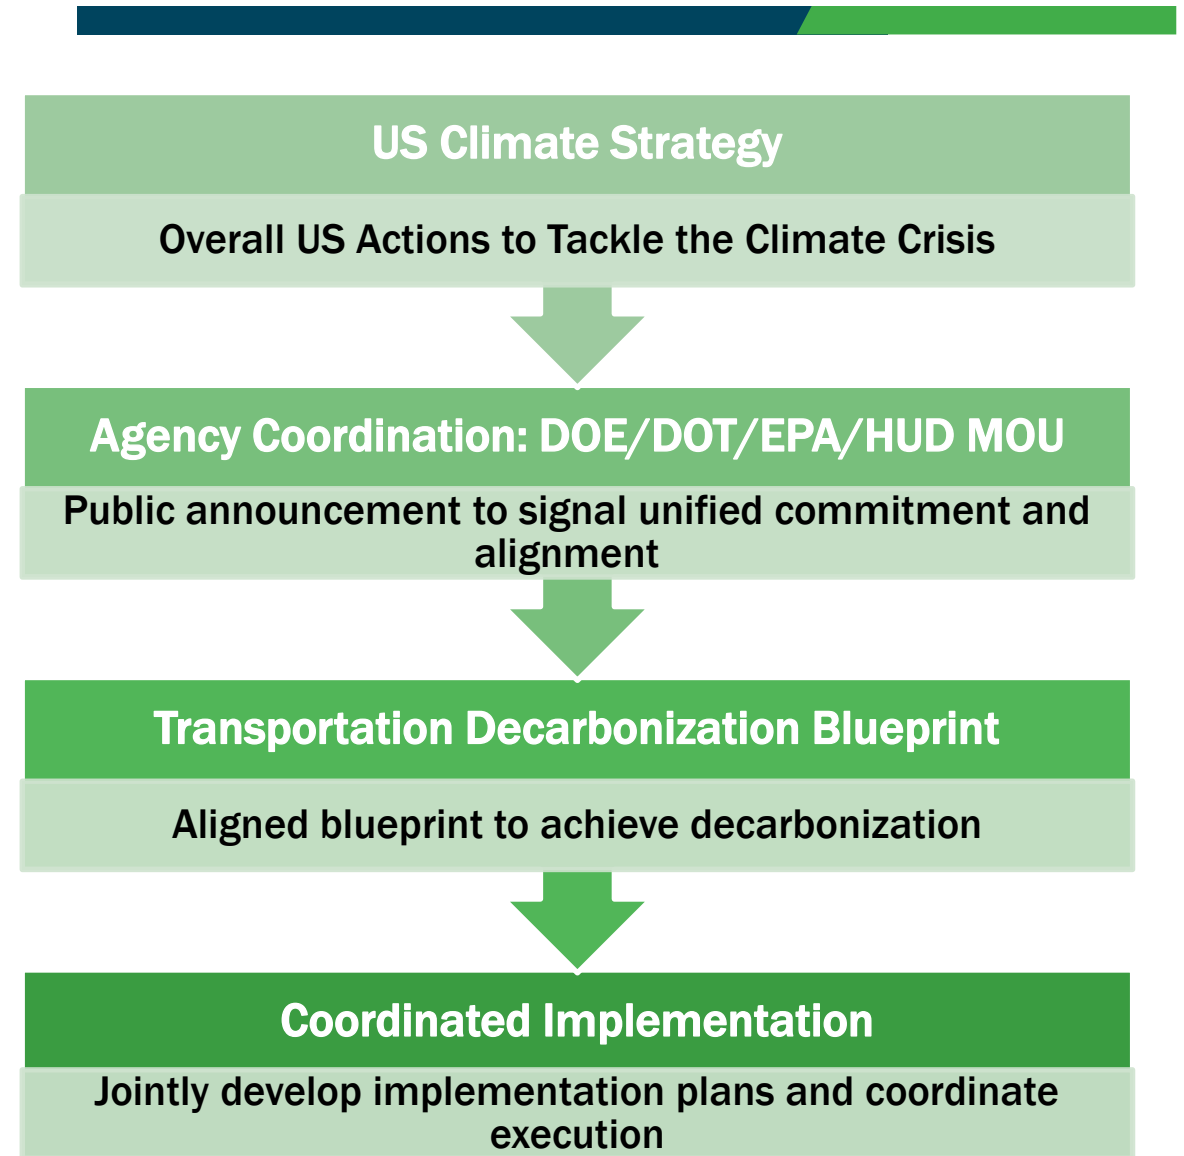 US Climate Strategy
Overall US Actions to Tackle the Climate Crisis
Agency Coordination: DOE/DOT/EPA/HUD MOU
Public announcement to signal unified commitment and
alignment
Transportation Decarbonization Blueprint
Aligned blueprint to achieve decarbonization
Coordinated Implementation
Jointly develop implementation plans and coordinate
execution